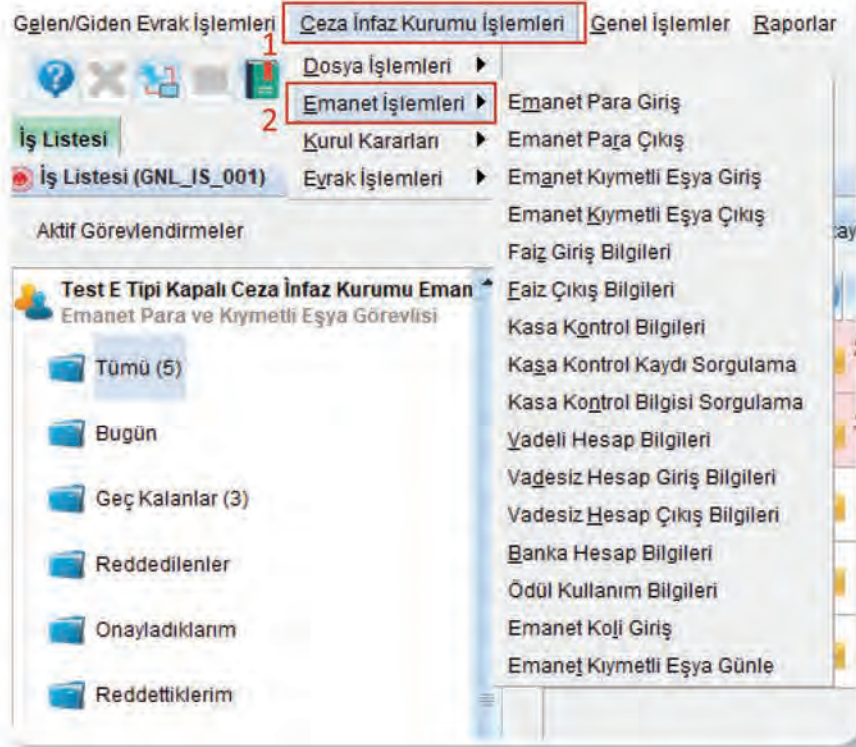 Gelen/Giden Evrak İşlemleri Ceza İnfaz Kurumu İşlemleri Genel İşlemler Raporlar
1
Dosya İşlemleri
Emanet İşlemleri
2
Kurul Kararları
Evrak İşlemleri
Emanet Para Giriş
Emanet Para Çıkış
Emanet Kıymetli Eşya Giriş
Emanet Kıymetli Eşya Çıkış
Faiz Giriş Bilgileri
Faiz Çıkış Bilgileri
Kasa Kontrol Bilgileri
Kasa Kontrol Kaydı Sorgulama
Kasa Kontrol Bilgisi Sorgulama
Vadeli Hesap Bilgileri
Vadesiz Hesap Giriş Bilgileri
Vadesiz Hesap Çıkış Bilgileri
Banka Hesap Bilgileri
Ödül Kullanım Bilgileri
Emanet Koli Giriş
Emanet Kıymetli Eşya Günle
İş Listesi
İş Listesi (GNL_IS_001)
Aktif Görevlendirmeler
Test E Tipi Kapalı Ceza İnfaz Kurumu Eman
Emanet Para ve Kıymetli Eşya Görevlisi
Tümü (5)
Bugün
Geç Kalanlar (3)
Reddedilenler
Onayladıklarım
Reddettiklerim